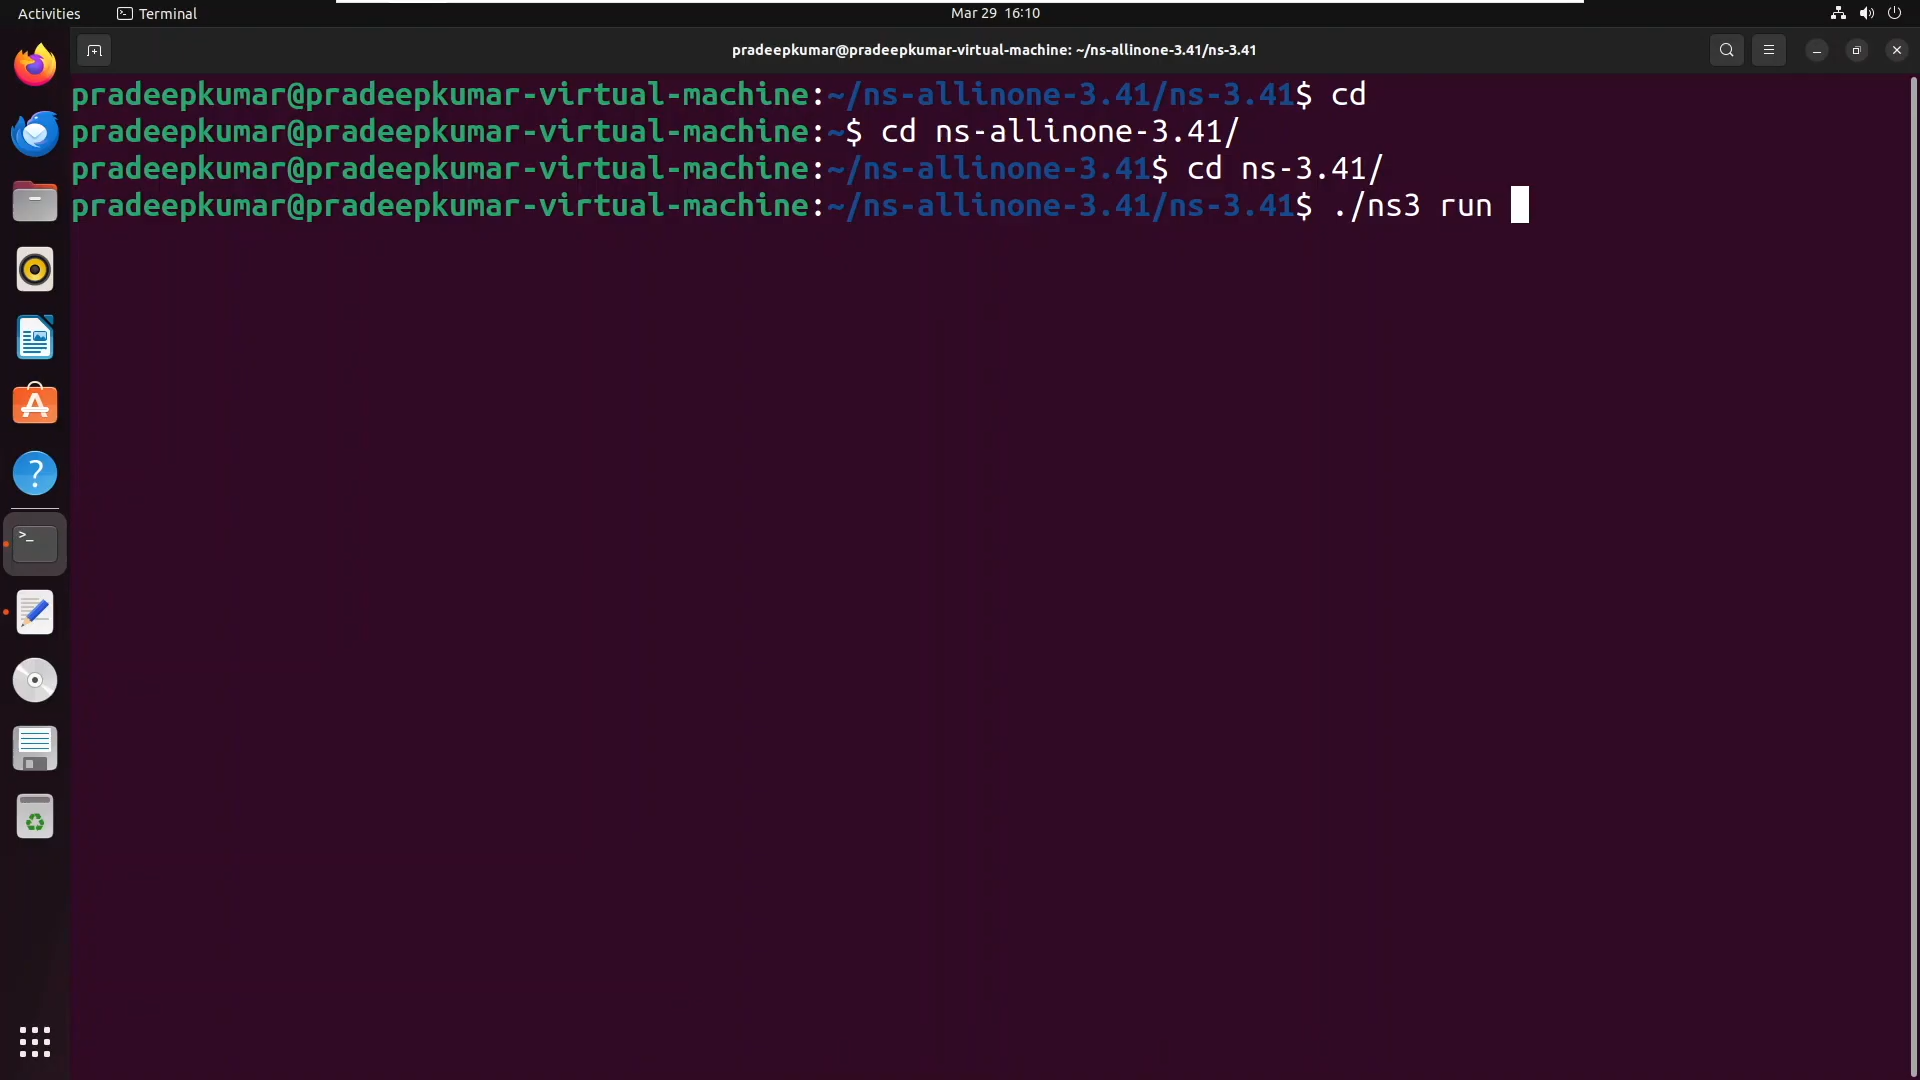 Activities
Terminal
Mar 29 16:10
pradeepkumar@pradeepkumar-virtual-machine: ~/ns-allinone-3.41/ns-3.41
pradeepkumar@pradeepkumar-virtual-machine:~/ns-allinone-3.41/ns-3.41$ cd
pradeepkumar@pradeepkumar-virtual-machine:~$ cd ns-allinone-3.41/
pradeepkumar@pradeepkumar-virtual-machine:~/ns-allinone-3.41$ cd ns-3.41/
pradeepkumar@pradeepkumar-virtual-machine:~/ns-allinone-3.41/ns-3.41$ ./ns3 run